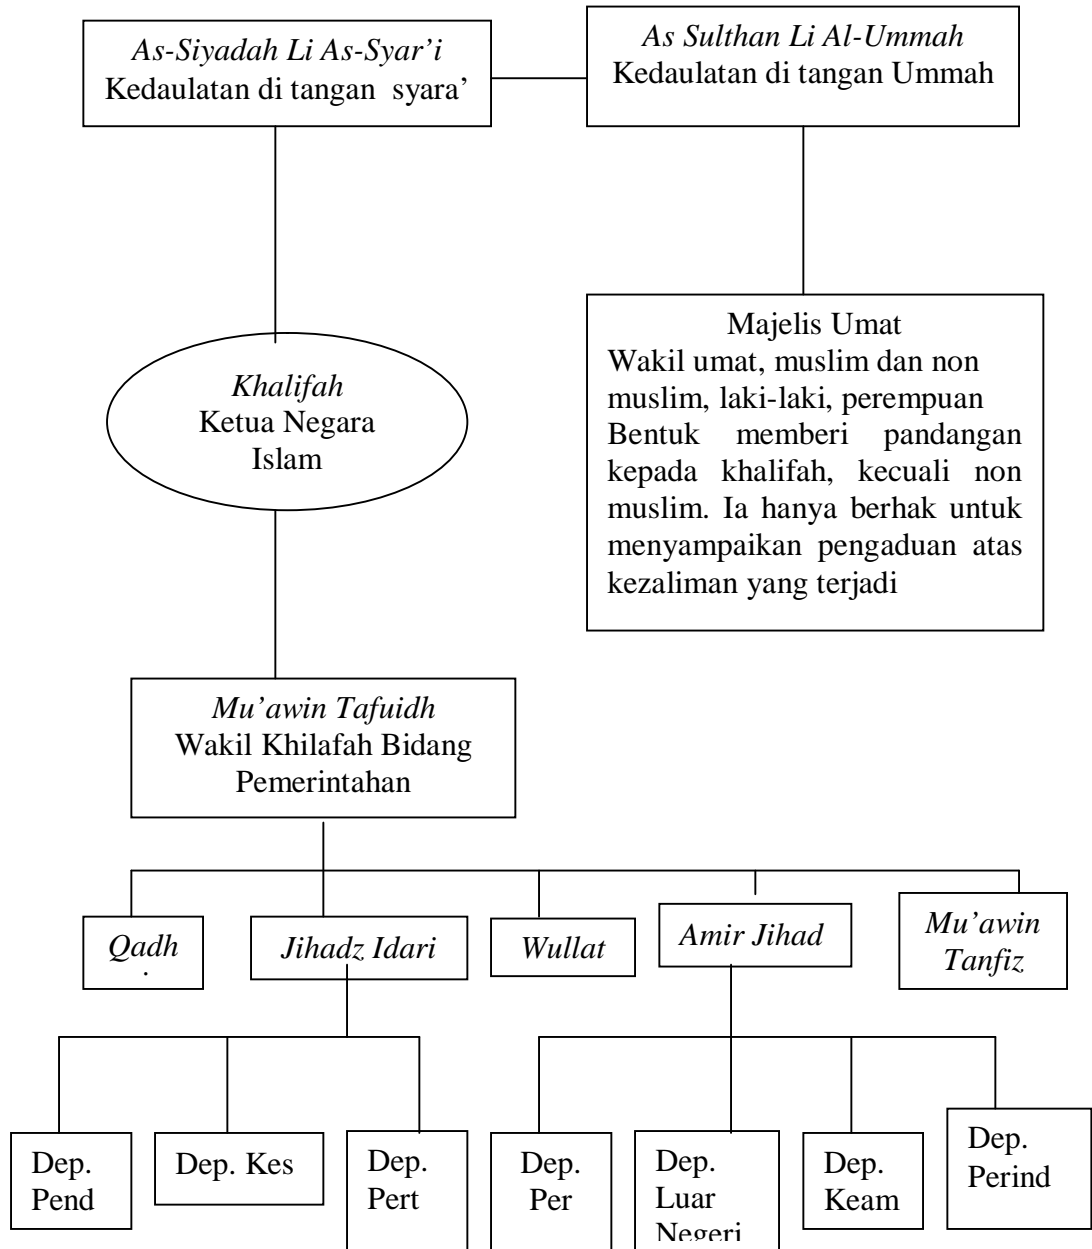 As-Siyadah Li As-Syar’i
Kedaulatan di tangan syara’
As Sulthan Li Al-Ummah
Kedaulatan di tangan Ummah
Majelis Umat
Wakil umat, muslim dan non
muslim, laki-laki, perempuan
Bentuk memberi pandangan
kepada khalifah, kecuali non
muslim. Ia hanya berhak untuk
menyampaikan pengaduan atas
kezaliman yang terjadi
Khalifah
Ketua Negara
Islam
Mu’awin Tafuidh
Wakil Khilafah Bidang
Pemerintahan
Qadh
Jihadz Idari
Wullat
Amir Jihad
Mu’awin
Tanfiz
Dep.
Pend
Dep. Kes
Dep.
Pert
Dep.
Per
Dep.
Luar
Negeri
Dep.
Keam
Dep.
Perind